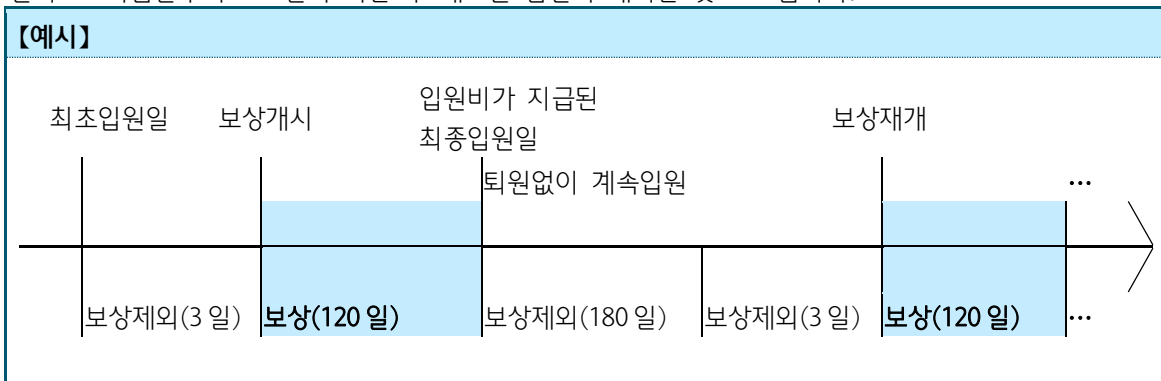 【예시】
최초입원일 보상개시 입원비가 지급된 최종입원일 보상재개
퇴원없이 계속입원 …
보상제외(3 일) 보상(120 일) 보상제외(180 일) 보상제외(3 일) 보상(120 일) …